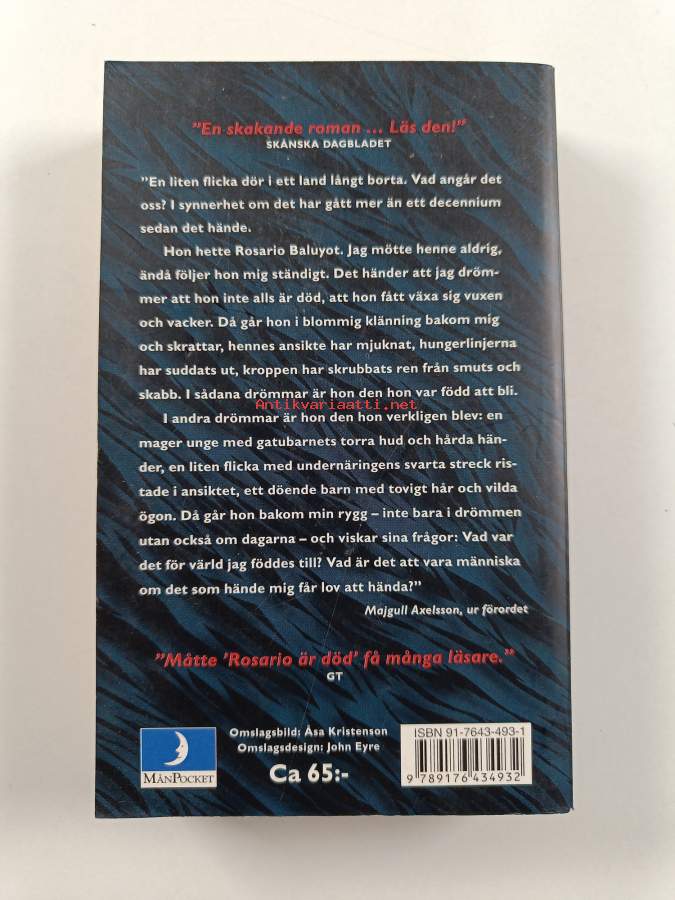 ”En skakande roman ... Läs den!”
SKÅNSKA DAGBLADET
”En liten flicka dör i ett land långt borta. Vad angår det
oss? I synnerhet om det har gått mer än ett decennium
sedan det hände.
Hon hette Rosario Baluyot. Jag mötte henne aldrig,
ändå följer hon mig ständigt. Det händer att jag dröm-
mer att hon inte alls är död, att hon fått växa sig vuxen
och vacker. Då går hon i blommig klänning bakom mig
och skrattar, hennes ansikte har mjuknat, hungerlinjerna
har suddats ut, kroppen har skrubbats ren från smuts och
skabb. I sådana drömmar är hon den hon var född att bli.
Antikvariaatti.net
I andra drömmar är hon den hon verkligen blev: en
mager unge med gatubarnets torra hud och hårda hän-
der, en liten flicka med undernäringens svarta streck ris-
tade i ansiktet, ett döende barn med tovigt hår och vilda
ögon. Då går hon bakom min rygg – inte bara i drömmen
utan också om dagarna – och viskar sina frågor: Vad var
det för värld jag föddes till? Vad är det att vara människa
om det som hände mig får lov att hända?”
Majgull Axelsson, ur förordet
”Måtte ’Rosario är död’ få många läsare.”
GT
MÅNPOCKET
Omslagsbild: Åsa Kristenson
Omslagsdesign: John Eyre
Ca 65:-
ISBN 91-7643-493-1
9 789176 434932